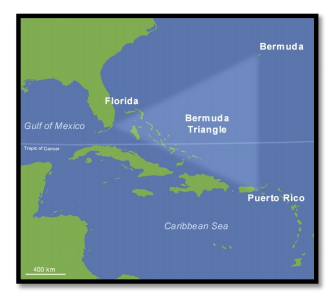 Bermuda
Florida
Gulf of Mexico
Bermuda
Triangle
Tropic of Cancer
Puerto Rico
Caribbean Sea
400 km